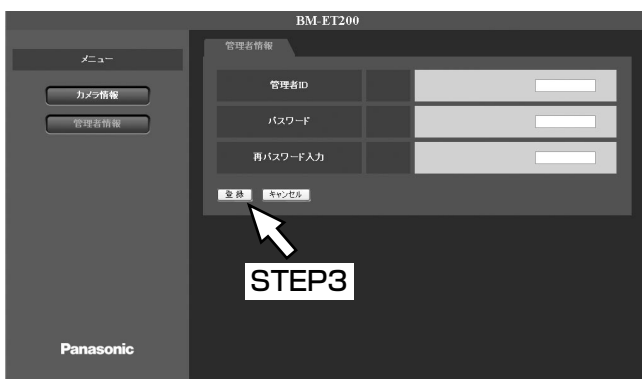 BM-ET200
メニュー
カメラ情報
管理者情報
管理者情報
管理者ID
パスワード
再パスワード入力
登録 キャンセル
STEP3
Panasonic